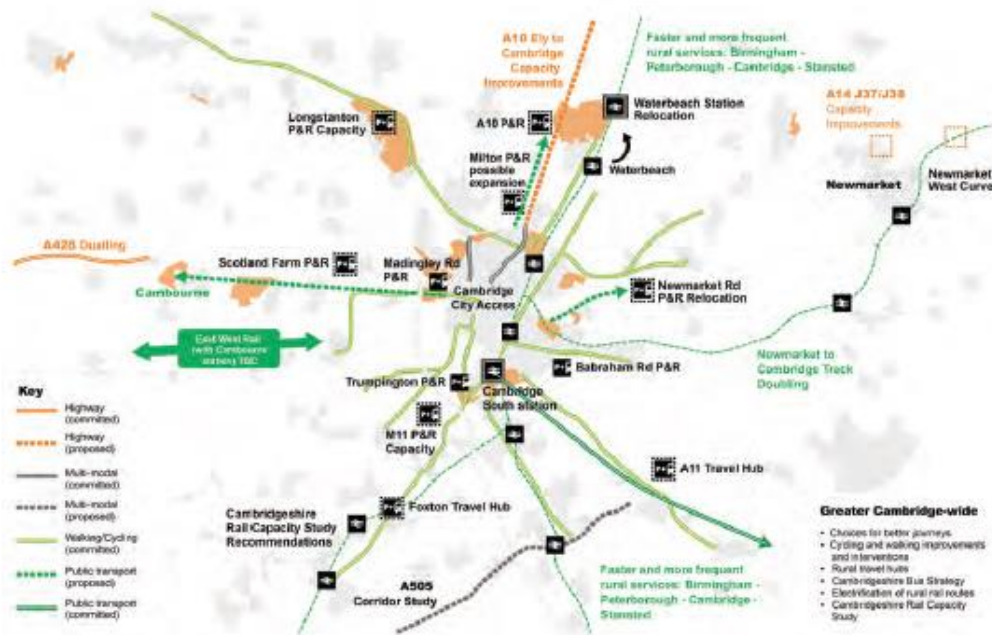 A10 Ely to
Cambridge
Capacity
Improvements
Faster and more frequent
rural services: Birmingham -
Peterborough - Cambridge - Stansted
Longstanton
P&R Capacity
A10 P&R
Waterbeach Station
Relocation
A14 J37/J38
Capacity
Improvements
Milton P&R
possible
expansion
Waterbeach
Newmarket
Newmarket
West Curve
A428 Dualling
Scotland Farm P&R
Madingley Rd
P&R
Cambourne
Cambridge
City Access
Newmarket Rd
P&R Relocation
East West Rail
(with Cambourne
station) TBC
Newmarket to
Cambridge Track
Doubling
Trumpington P&R
Babraham Rd P&R
Cambridge
South station
M11 P&R
Capacity
A11 Travel Hub
Cambridgeshire
Rail Capacity Study
Recommendations
Foxton Travel Hub
A505
Corridor Study
Faster and more frequent
rural services: Birmingham -
Peterborough - Cambridge -
Stansted
Key
Highway
(committed)
Highway
(proposed)
Multi-modal
(committed)
Multi-modal
(proposed)
Walking/Cycling
(committed)
Public transport
(proposed)
Public transport
(committed)
Greater Cambridge-wide
• Choices for better journeys
• Cycling and walking improvements
and interventions
• Rural travel hubs
• Cambridgeshire Bus Strategy
• Electrification of rural rail routes
• Cambridgeshire Rail Capacity
Study